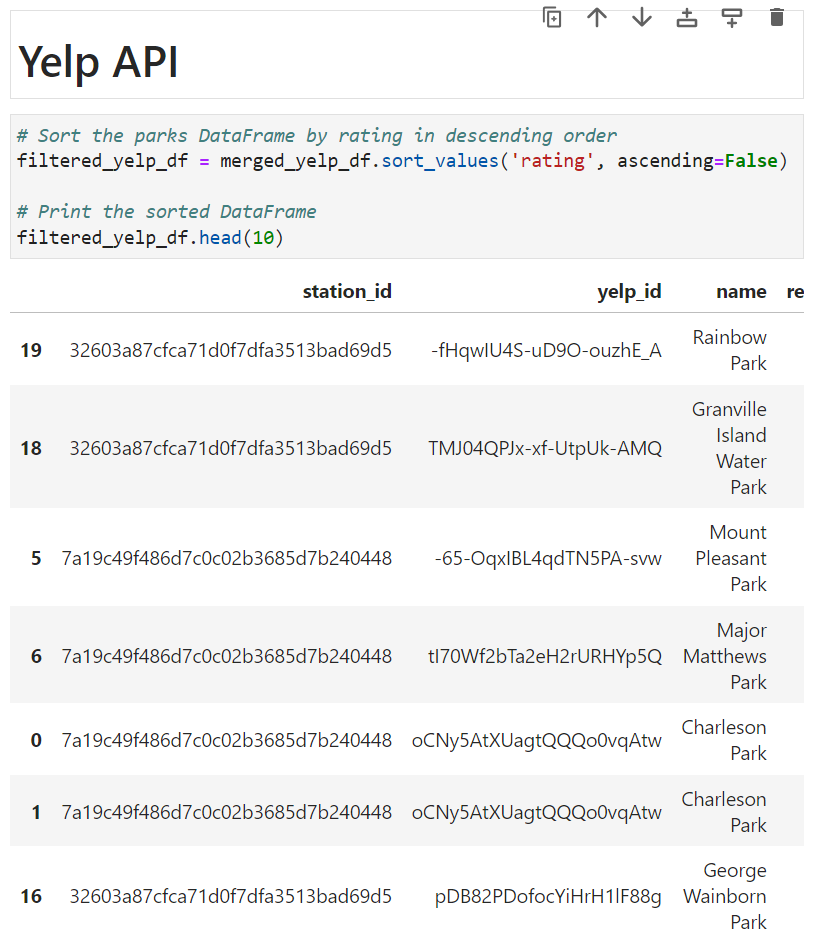 Yelp API
# Sort the parks DataFrame by rating in descending order
filtered_yelp_df = merged_yelp_df.sort_values('rating', ascending=False)
# Print the sorted DataFrame
filtered_yelp_df.head(10)
station_id yelp_id name re
19 32603a87cfca71d0f7dfa3513bad69d5 -fHqwIU4S-uD9O-ouzhE_A Rainbow
Park
18 32603a87cfca71d0f7dfa3513bad69d5 TMJ04QPJx-xf-UtpUk-AMQ Granville
Island
Water
Park
5 7a19c49f486d7c0c02b3685d7b240448 -65-OqxIBL4qdTN5PA-svw Mount
Pleasant
Park
6 7a19c49f486d7c0c02b3685d7b240448 tI70Wf2bTa2eH2rURHYp5Q Major
Matthews
Park
0 7a19c49f486d7c0c02b3685d7b240448 oCNy5AtXUagtQQQo0vqAtw Charleson
Park
1 7a19c49f486d7c0c02b3685d7b240448 oCNy5AtXUagtQQQo0vqAtw Charleson
Park
16 32603a87cfca71d0f7dfa3513bad69d5 pDB82PDofocYiHrH1lF88g George
Wainborn
Park